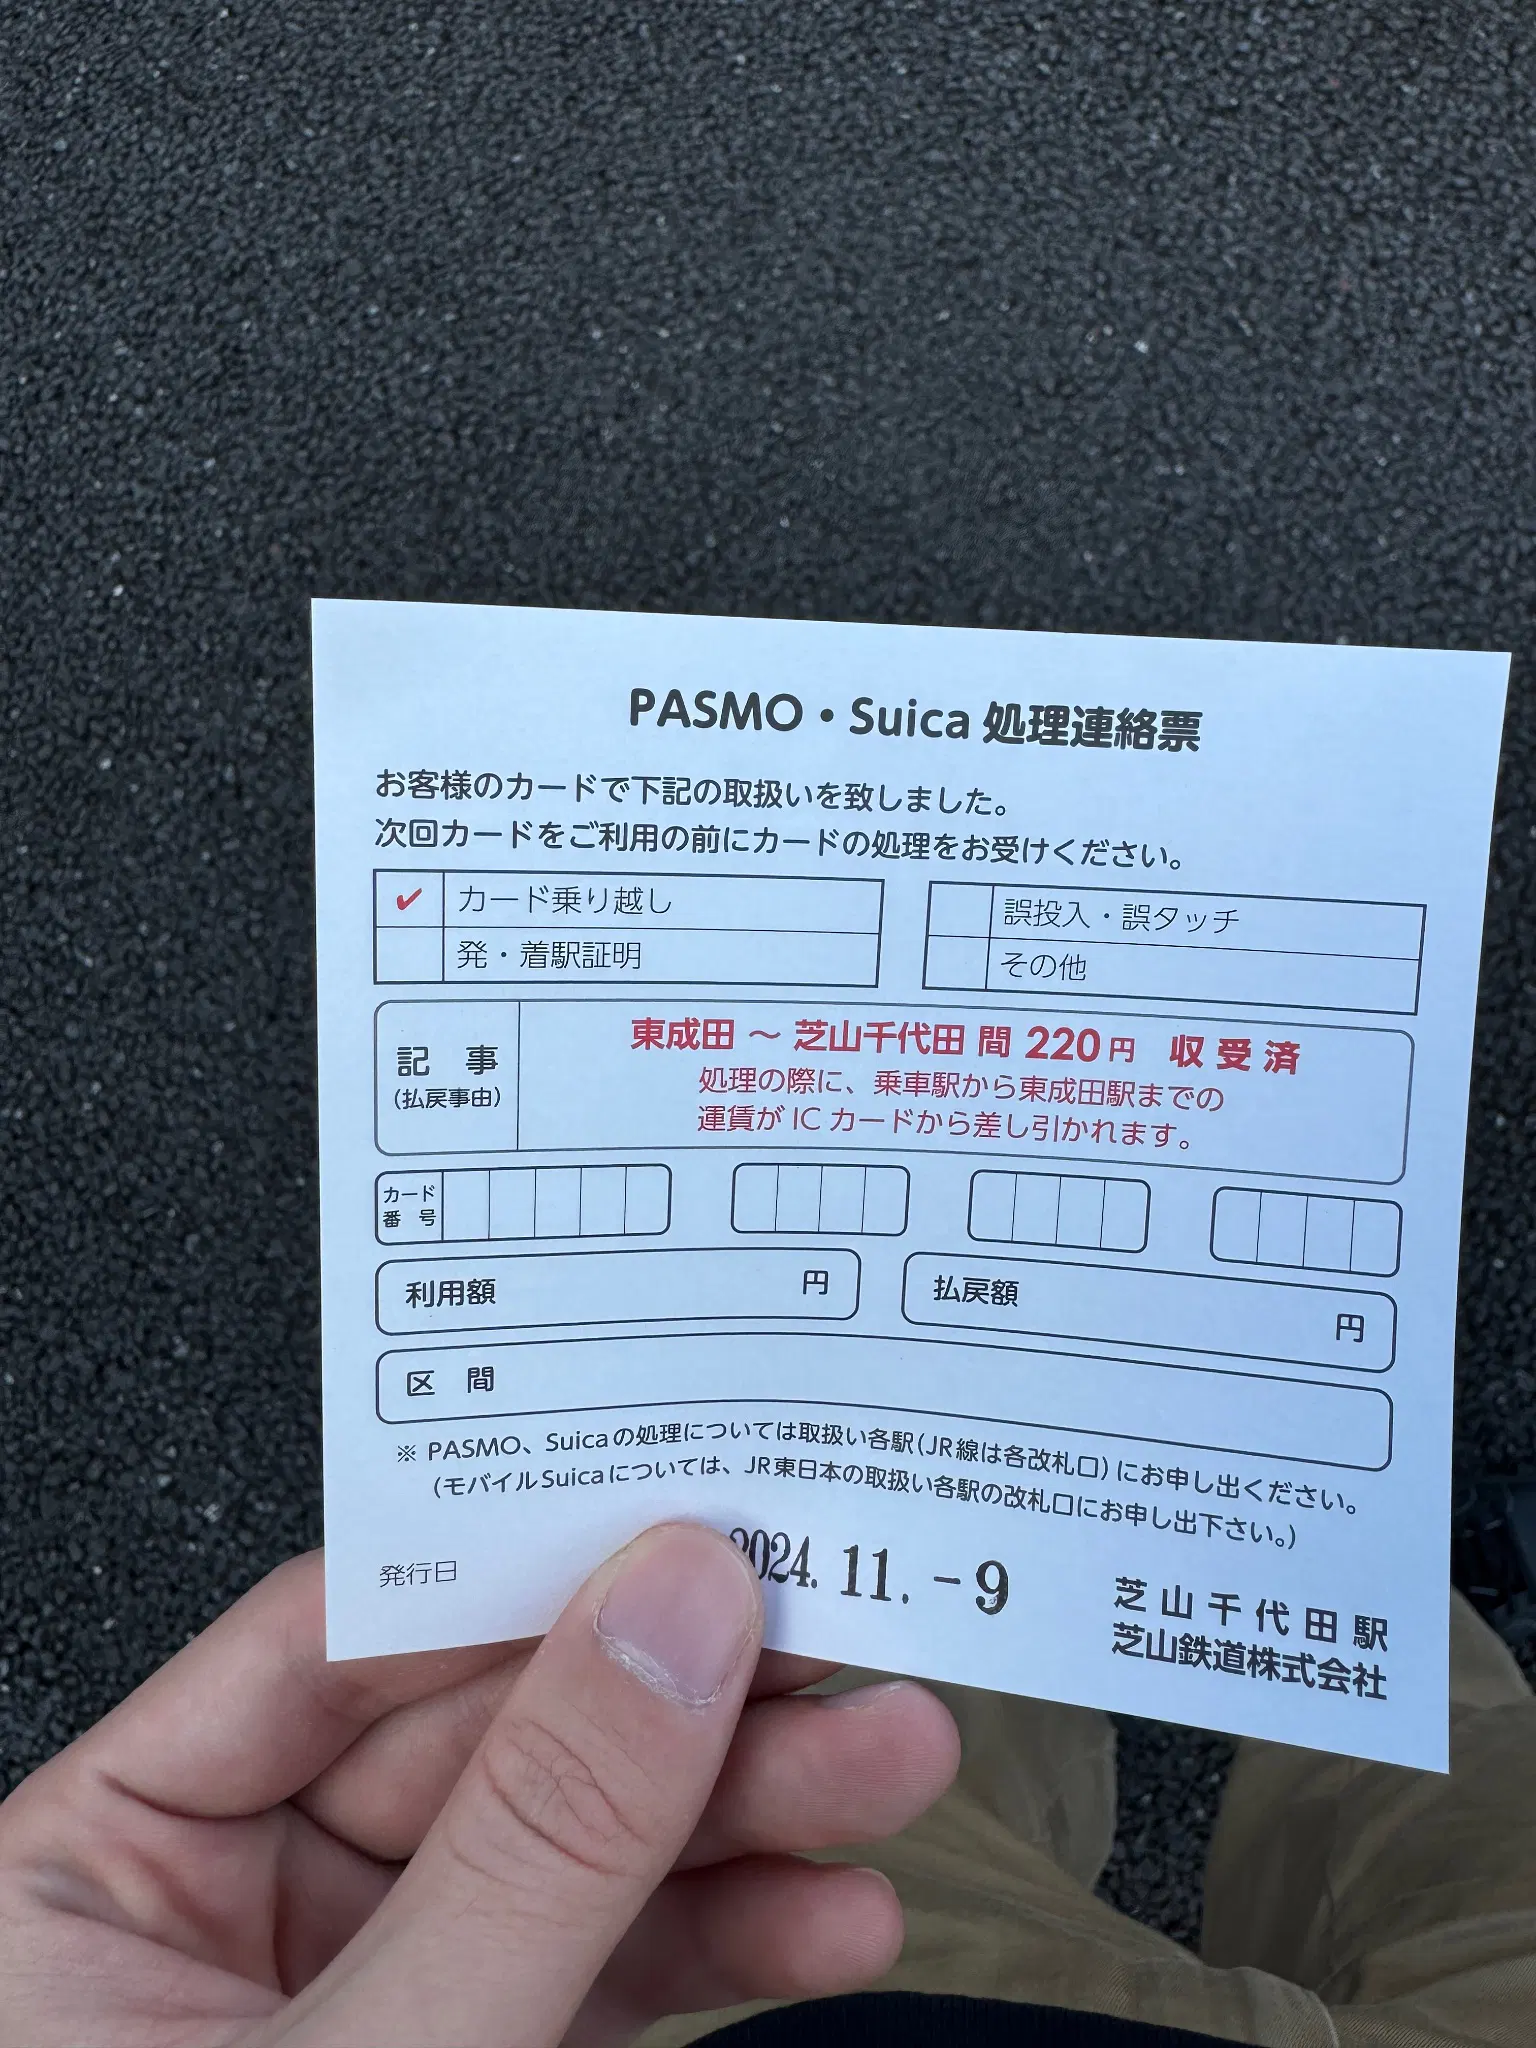 PASMO・Suica 処理連絡票
お客様のカードで下記の取扱いを致しました。
次回カードをご利用の前にカードの処理をお受けください。
✓ カード乗り越し
発・着駅証明
誤投入・誤タッチ
その他
記 事
(払戻事由)
東成田 ～ 芝山千代田 間 220円 収受済
処理の際に、乗車駅から東成田駅までの
運賃が IC カードから差し引かれます。
カード
番 号
利用額 円
払戻額 円
区 間
※ PASMO、Suicaの処理については取扱い各駅(JR線は各改札口)にお申し出ください。
(モバイルSuicaについては、JR東日本の取扱い各駅の改札口にお申し出下さい。)
発行日 2024. 11. -9
芝山千代田駅
芝山鉄道株式会社